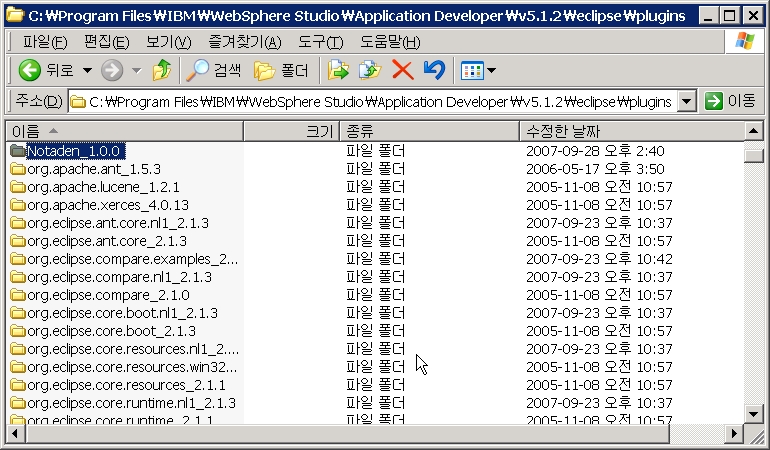 C:₩Program Files₩IBM₩WebSphere Studio₩Application Developer₩v5.1.2₩eclipse₩plugins
파일(F) 편집(E) 보기(V) 즐겨찾기(A) 도구(T) 도움말(H)
뒤로 검색 폴더
주소(D) C:₩Program Files₩IBM₩WebSphere Studio₩Application Developer₩v5.1.2₩eclipse₩plugins 이동
이름 크기 종류 수정한 날짜
Notaden_1.0.0 파일 폴더 2007-09-28 오후 2:40
org.apache.ant_1.5.3 파일 폴더 2006-05-17 오후 3:50
org.apache.lucene_1.2.1 파일 폴더 2005-11-08 오전 10:57
org.apache.xerces_4.0.13 파일 폴더 2005-11-08 오전 10:57
org.eclipse.ant.core.nl1_2.1.3 파일 폴더 2007-09-23 오후 10:37
org.eclipse.ant.core_2.1.3 파일 폴더 2005-11-08 오전 10:57
org.eclipse.compare.examples_2... 파일 폴더 2007-09-23 오후 10:42
org.eclipse.compare.nl1_2.1.3 파일 폴더 2007-09-23 오후 10:37
org.eclipse.compare_2.1.0 파일 폴더 2005-11-08 오전 10:57
org.eclipse.core.boot.nl1_2.1.3 파일 폴더 2007-09-23 오후 10:37
org.eclipse.core.boot_2.1.3 파일 폴더 2005-11-08 오전 10:57
org.eclipse.core.resources.nl1_2.... 파일 폴더 2007-09-23 오후 10:37
org.eclipse.core.resources.win32... 파일 폴더 2005-11-08 오전 10:57
org.eclipse.core.resources_2.1.1 파일 폴더 2005-11-08 오전 10:57
org.eclipse.core.runtime.nl1_2.1.3 파일 폴더 2007-09-23 오후 10:37
org.eclipse.core.runtime_2.1.1 파일 폴더 2005-11-08 오전 10:57